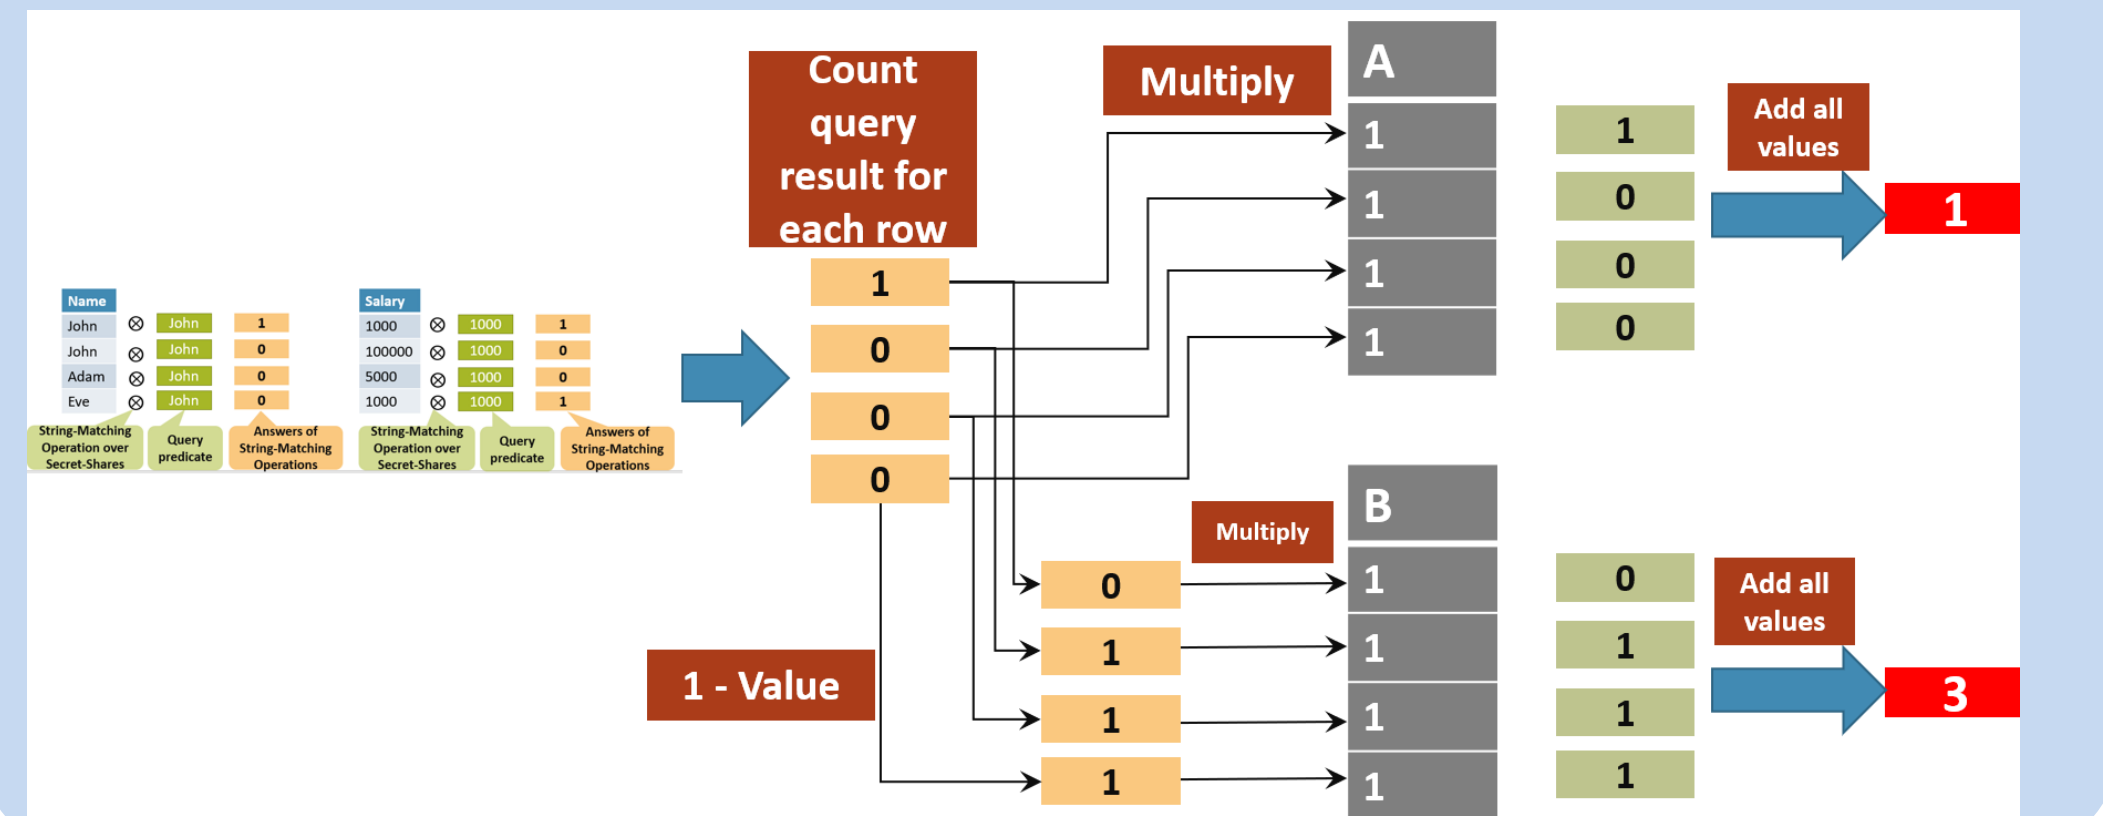 Count
query
result for
each row
Multiply
A
1
1
1
1
1
0
0
0
Add all
values
1
1
0
0
0
Name
John
John
Adam
Eve
⊗ John 1
⊗ John 0
⊗ John 0
⊗ John 0
String-Matching
Operation over
Secret-Shares
Query
predicate
Answers of
String-Matching
Operations
Salary
1000 ⊗ 1000 1
100000 ⊗ 1000 0
5000 ⊗ 1000 0
1000 ⊗ 1000 1
String-Matching
Operation over
Secret-Shares
Query
predicate
Answers of
String-Matching
Operations
1 - Value
0
1
1
1
Multiply
B
1
1
1
1
0
1
1
1
Add all
values
3